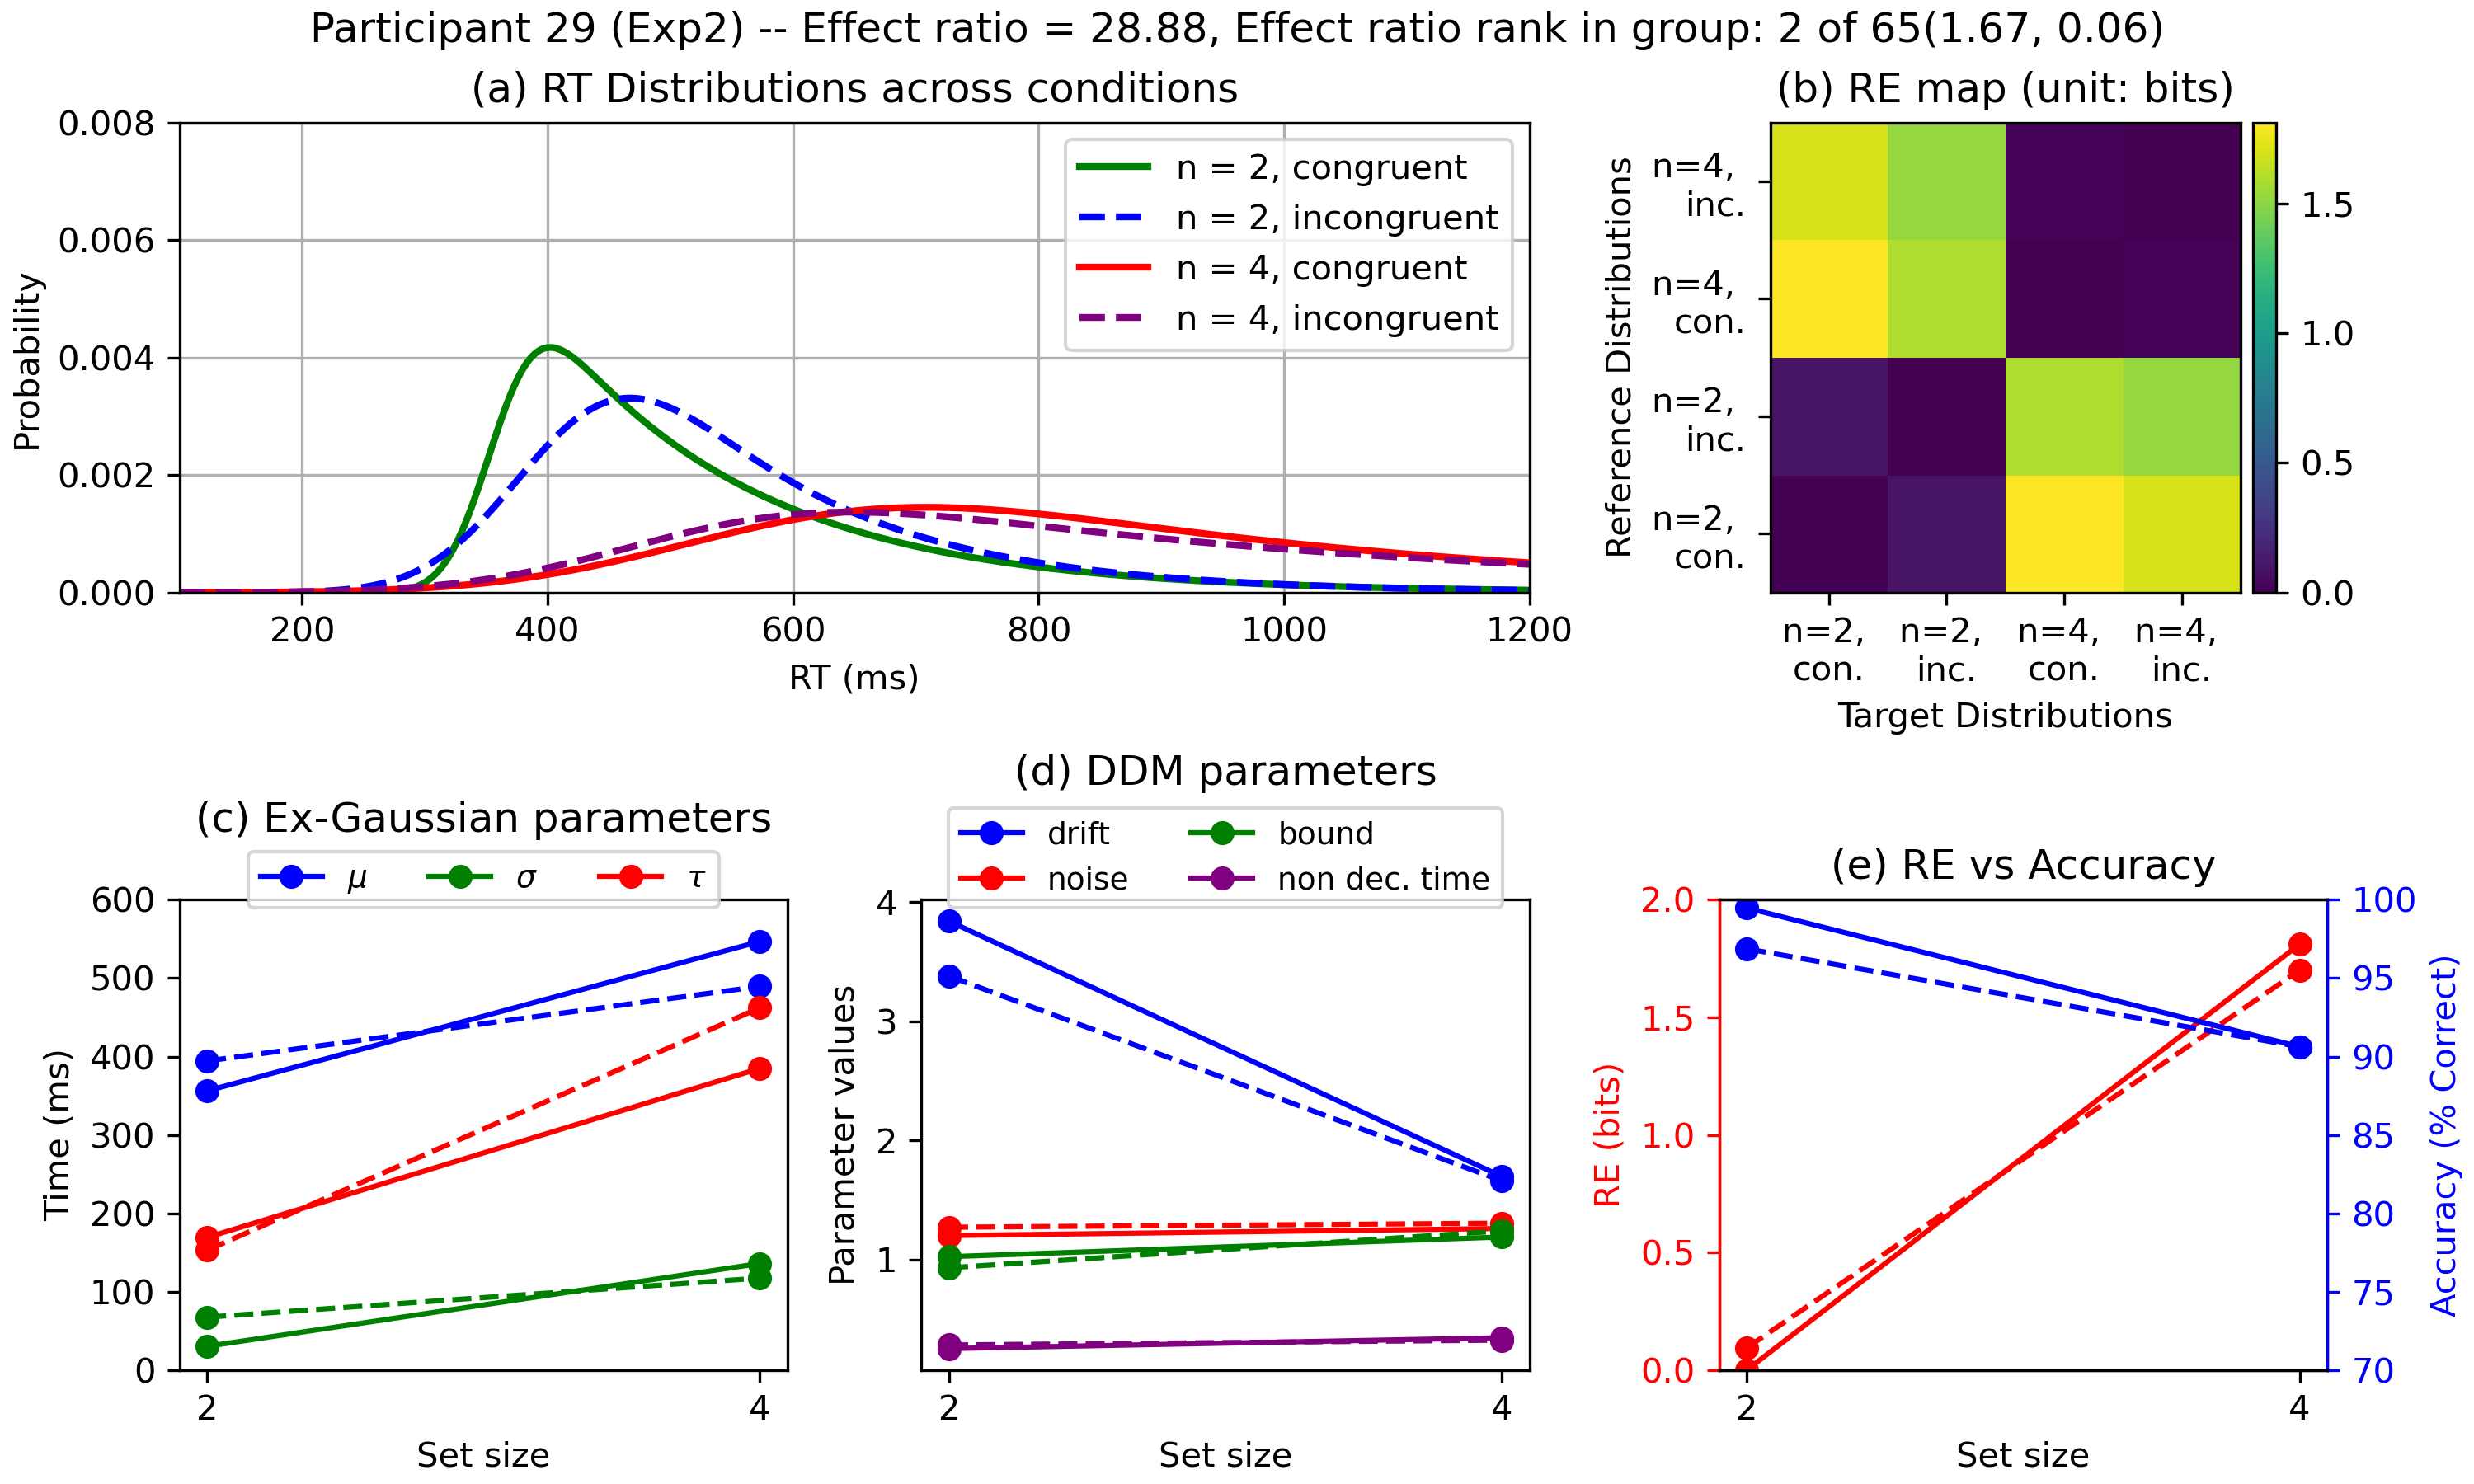 Participant 29 (Exp2) -- Effect ratio = 28.88, Effect ratio rank in group: 2 of 65(1.67, 0.06)
(a) RT Distributions across conditions
0.008
0.006
0.004
0.002
0.000
Probability
n = 2, congruent
n = 2, incongruent
n = 4, congruent
n = 4, incongruent
200 400 600 800 1000 1200
RT (ms)
(b) RE map (unit: bits)
Reference Distributions
n=4,
inc.
n=4,
con.
n=2,
inc.
n=2,
con.
1.5
1.0
0.5
0.0
n=2, n=2, n=4, n=4,
con. inc. con. inc.
Target Distributions
(c) Ex-Gaussian parameters
μ σ τ
600
500
400
300
200
100
0
Time (ms)
2 4
Set size
(d) DDM parameters
drift bound
noise non dec. time
4
3
2
1
Parameter values
2 4
Set size
(e) RE vs Accuracy
2.0
1.5
1.0
0.5
0.0
RE (bits)
100
95
90
85
80
75
70
Accuracy (% Correct)
2 4
Set size